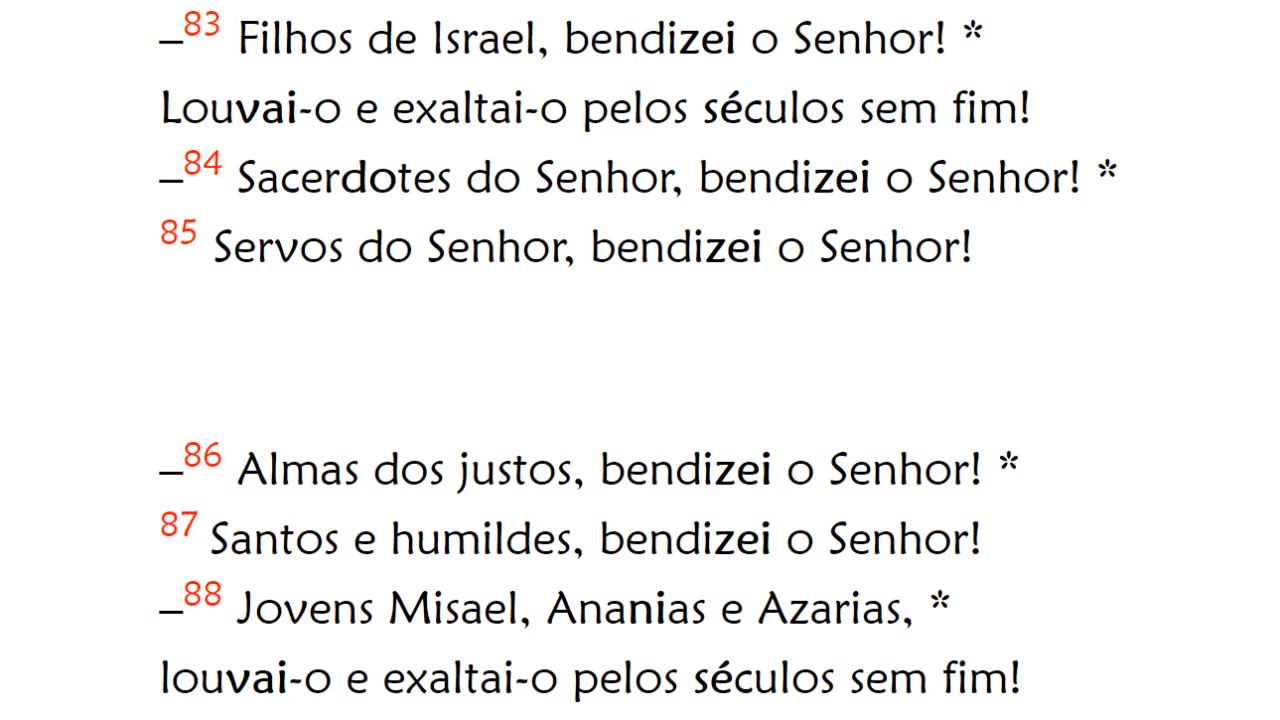 –83 Filhos de Israel, bendizei o Senhor! *
Louvai-o e exaltai-o pelos séculos sem fim!
–84 Sacerdotes do Senhor, bendizei o Senhor! *
85 Servos do Senhor, bendizei o Senhor!
–86 Almas dos justos, bendizei o Senhor! *
87 Santos e humildes, bendizei o Senhor!
–88 Jovens Misael, Ananias e Azarias, *
louvai-o e exaltai-o pelos séculos sem fim!